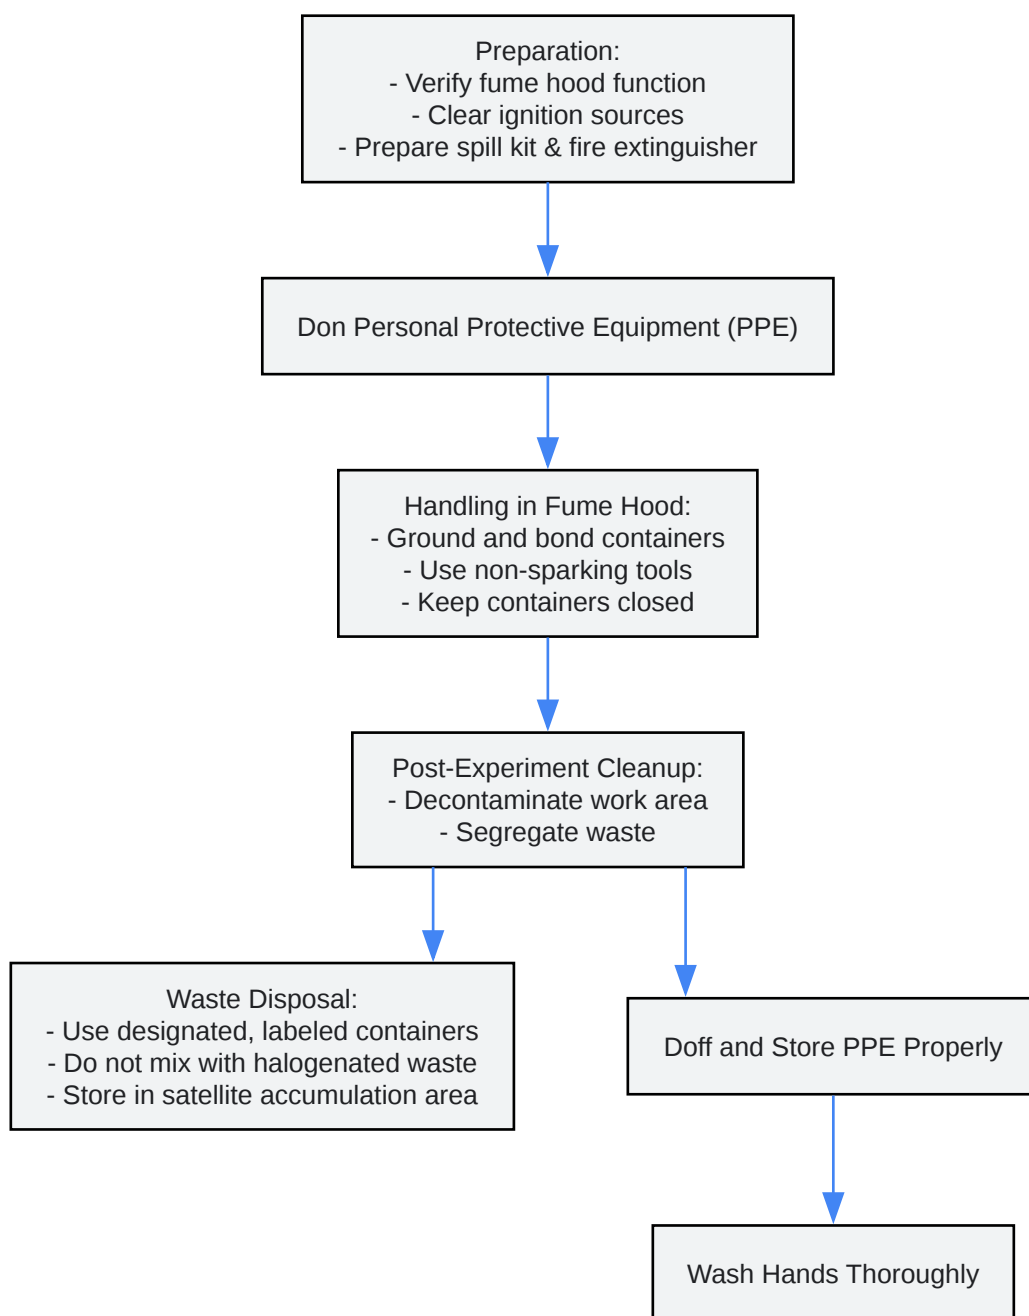 Preparation:
- Verify fume hood function
- Clear ignition sources
- Prepare spill kit & fire extinguisher
Don Personal Protective Equipment (PPE)
Handling in Fume Hood:
- Ground and bond containers
- Use non-sparking tools
- Keep containers closed
Post-Experiment Cleanup:
- Decontaminate work area
- Segregate waste
Waste Disposal:
- Use designated, labeled containers
- Do not mix with halogenated waste
- Store in satellite accumulation area
Doff and Store PPE Properly
Wash Hands Thoroughly